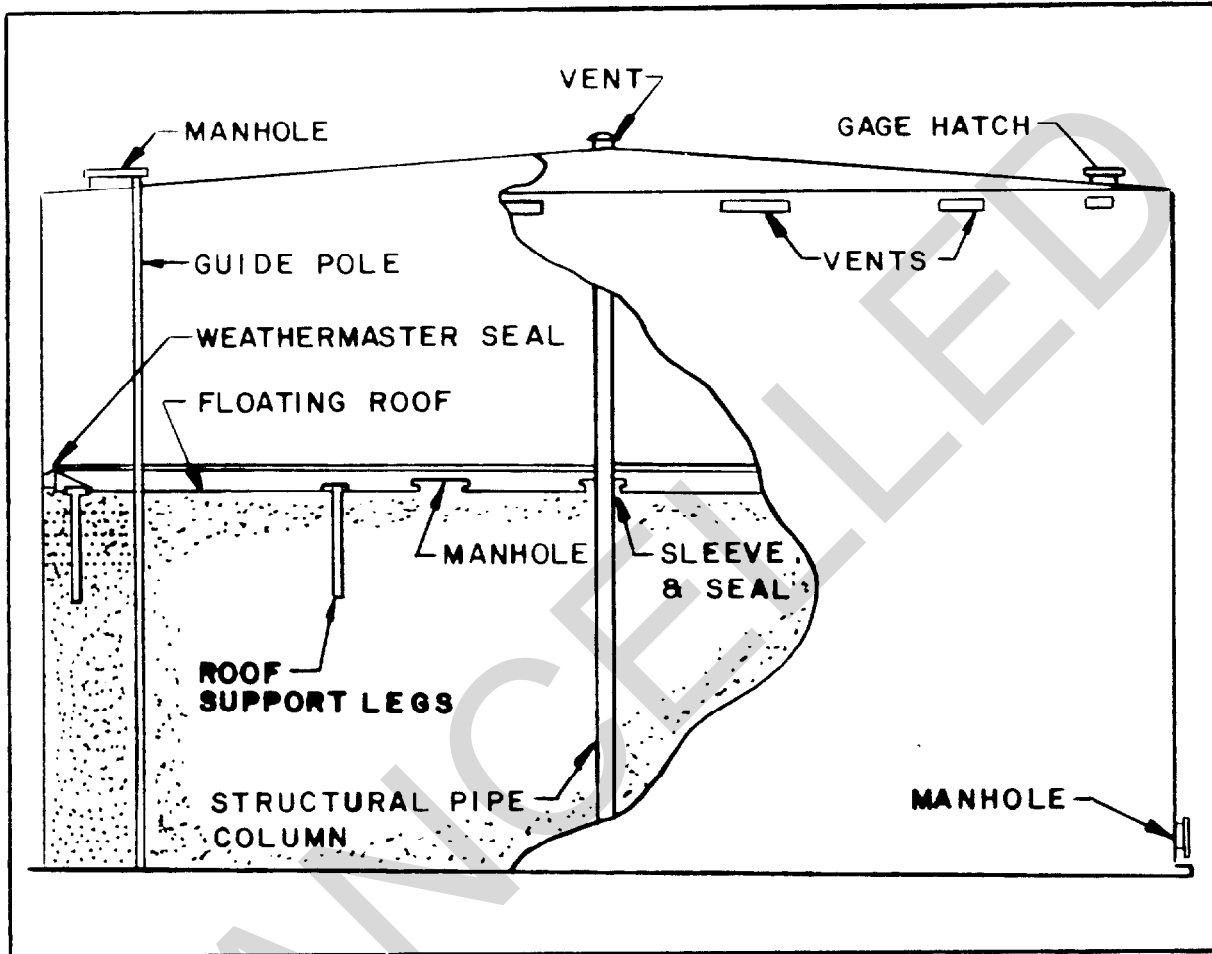 VENT
MANHOLE
GAGE HATCH
GUIDE POLE
VENTS
WEATHERMASTER SEAL
FLOATING ROOF
MANHOLE
SLEEVE
& SEAL
ROOF
SUPPORT LEGS
STRUCTURAL PIPE
COLUMN
MANHOLE
CANCELLED